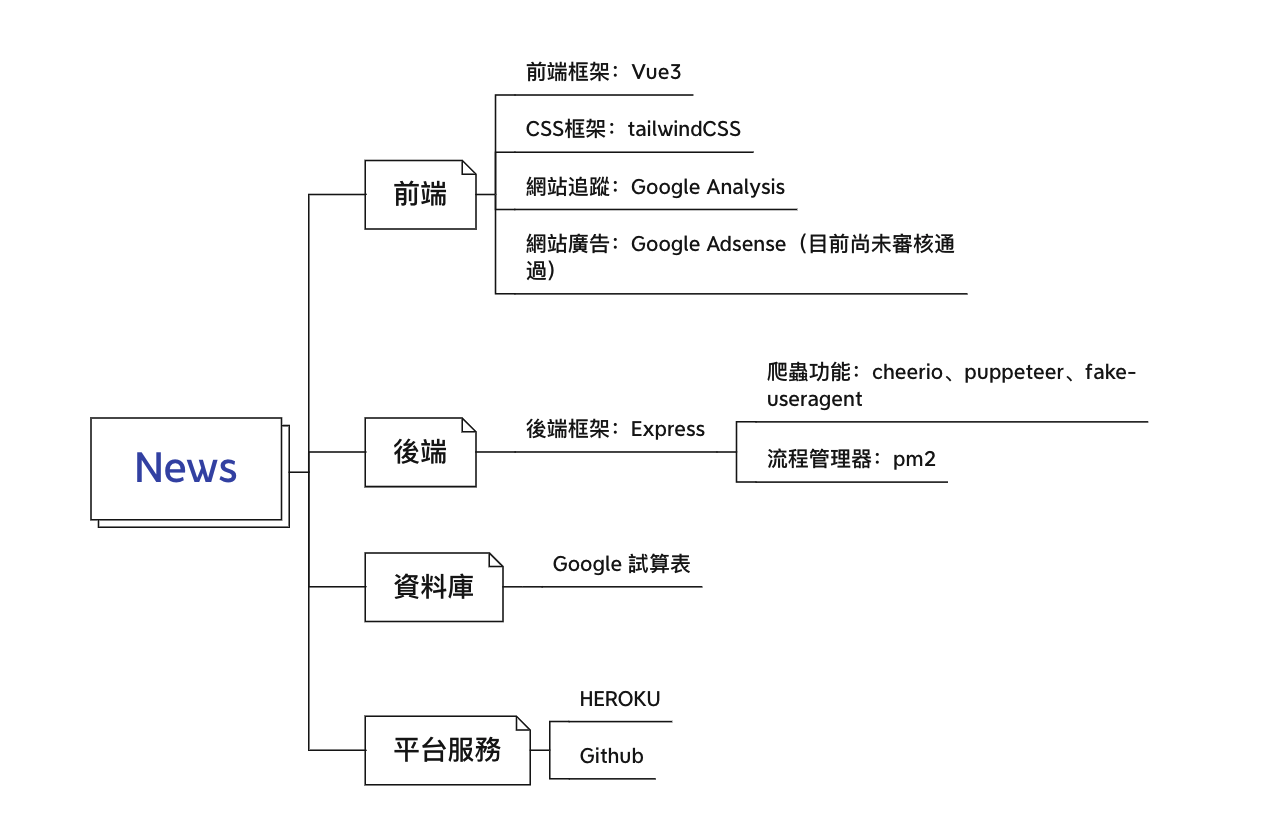 News
前端
前端框架：Vue3
CSS框架：tailwindCSS
網站追蹤：Google Analysis
網站廣告：Google Adsense（目前尚未審核通
過）
後端
後端框架：Express
爬蟲功能：cheerio、puppeteer、fake-
useragent
流程管理器：pm2
資料庫
Google 試算表
平台服務
HEROKU
Github